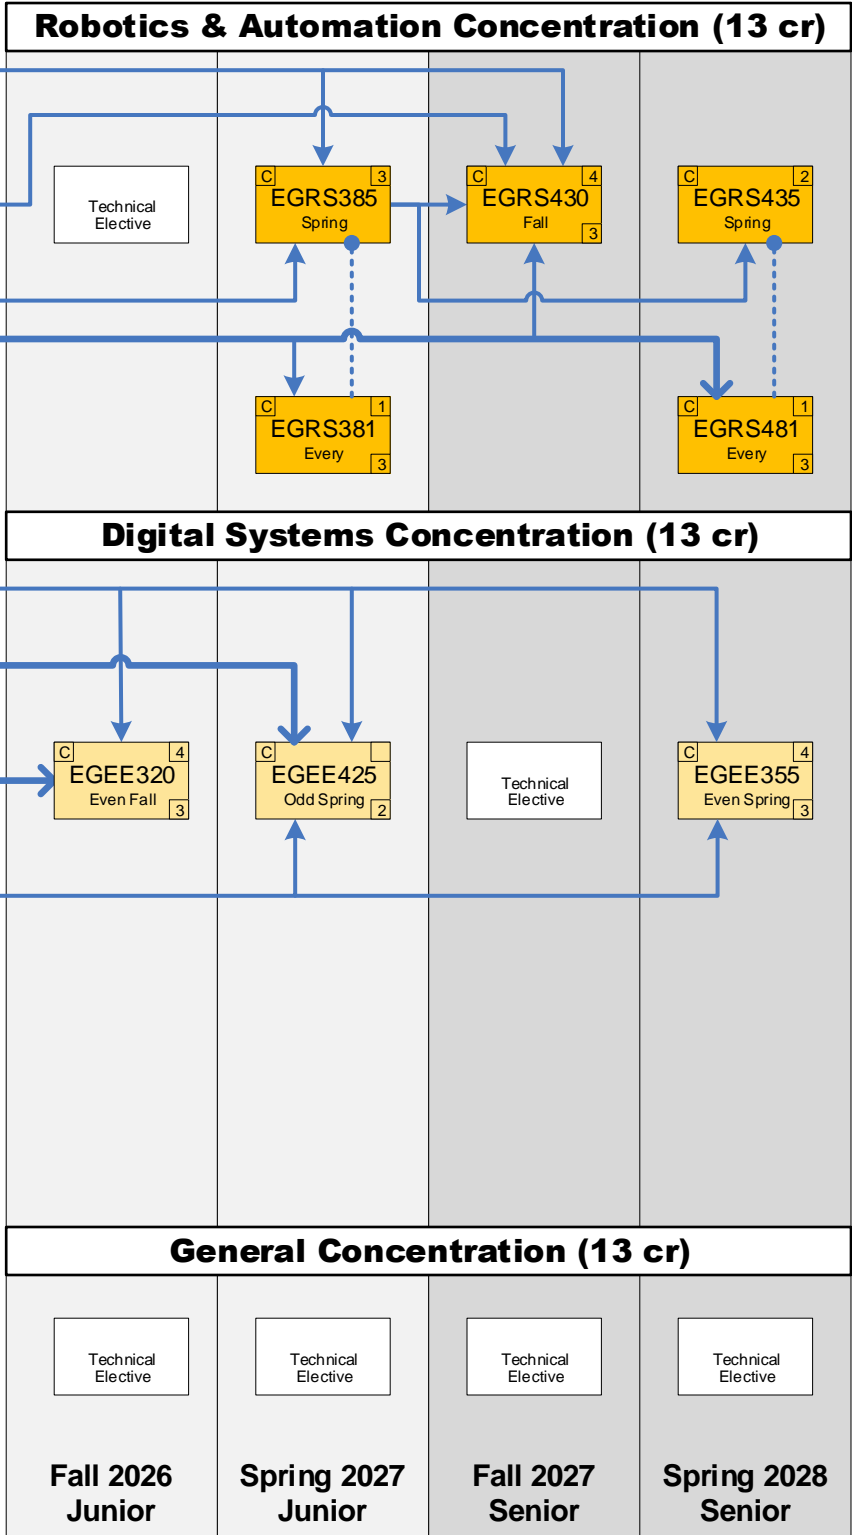 Robotics & Automation Concentration (13 cr)
Technical
Elective
C 3
EGRS385
Spring
C 4
EGRS430
Fall
3
C 2
EGRS435
Spring
C 1
EGRS381
Every
3
C 1
EGRS481
Every
3
Digital Systems Concentration (13 cr)
C 4
EGEE320
Even Fall
3
C
EGEE425
Odd Spring
2
Technical
Elective
C 4
EGEE355
Even Spring
3
General Concentration (13 cr)
Technical
Elective
Technical
Elective
Technical
Elective
Technical
Elective
Fall 2026
Junior
Spring 2027
Junior
Fall 2027
Senior
Spring 2028
Senior